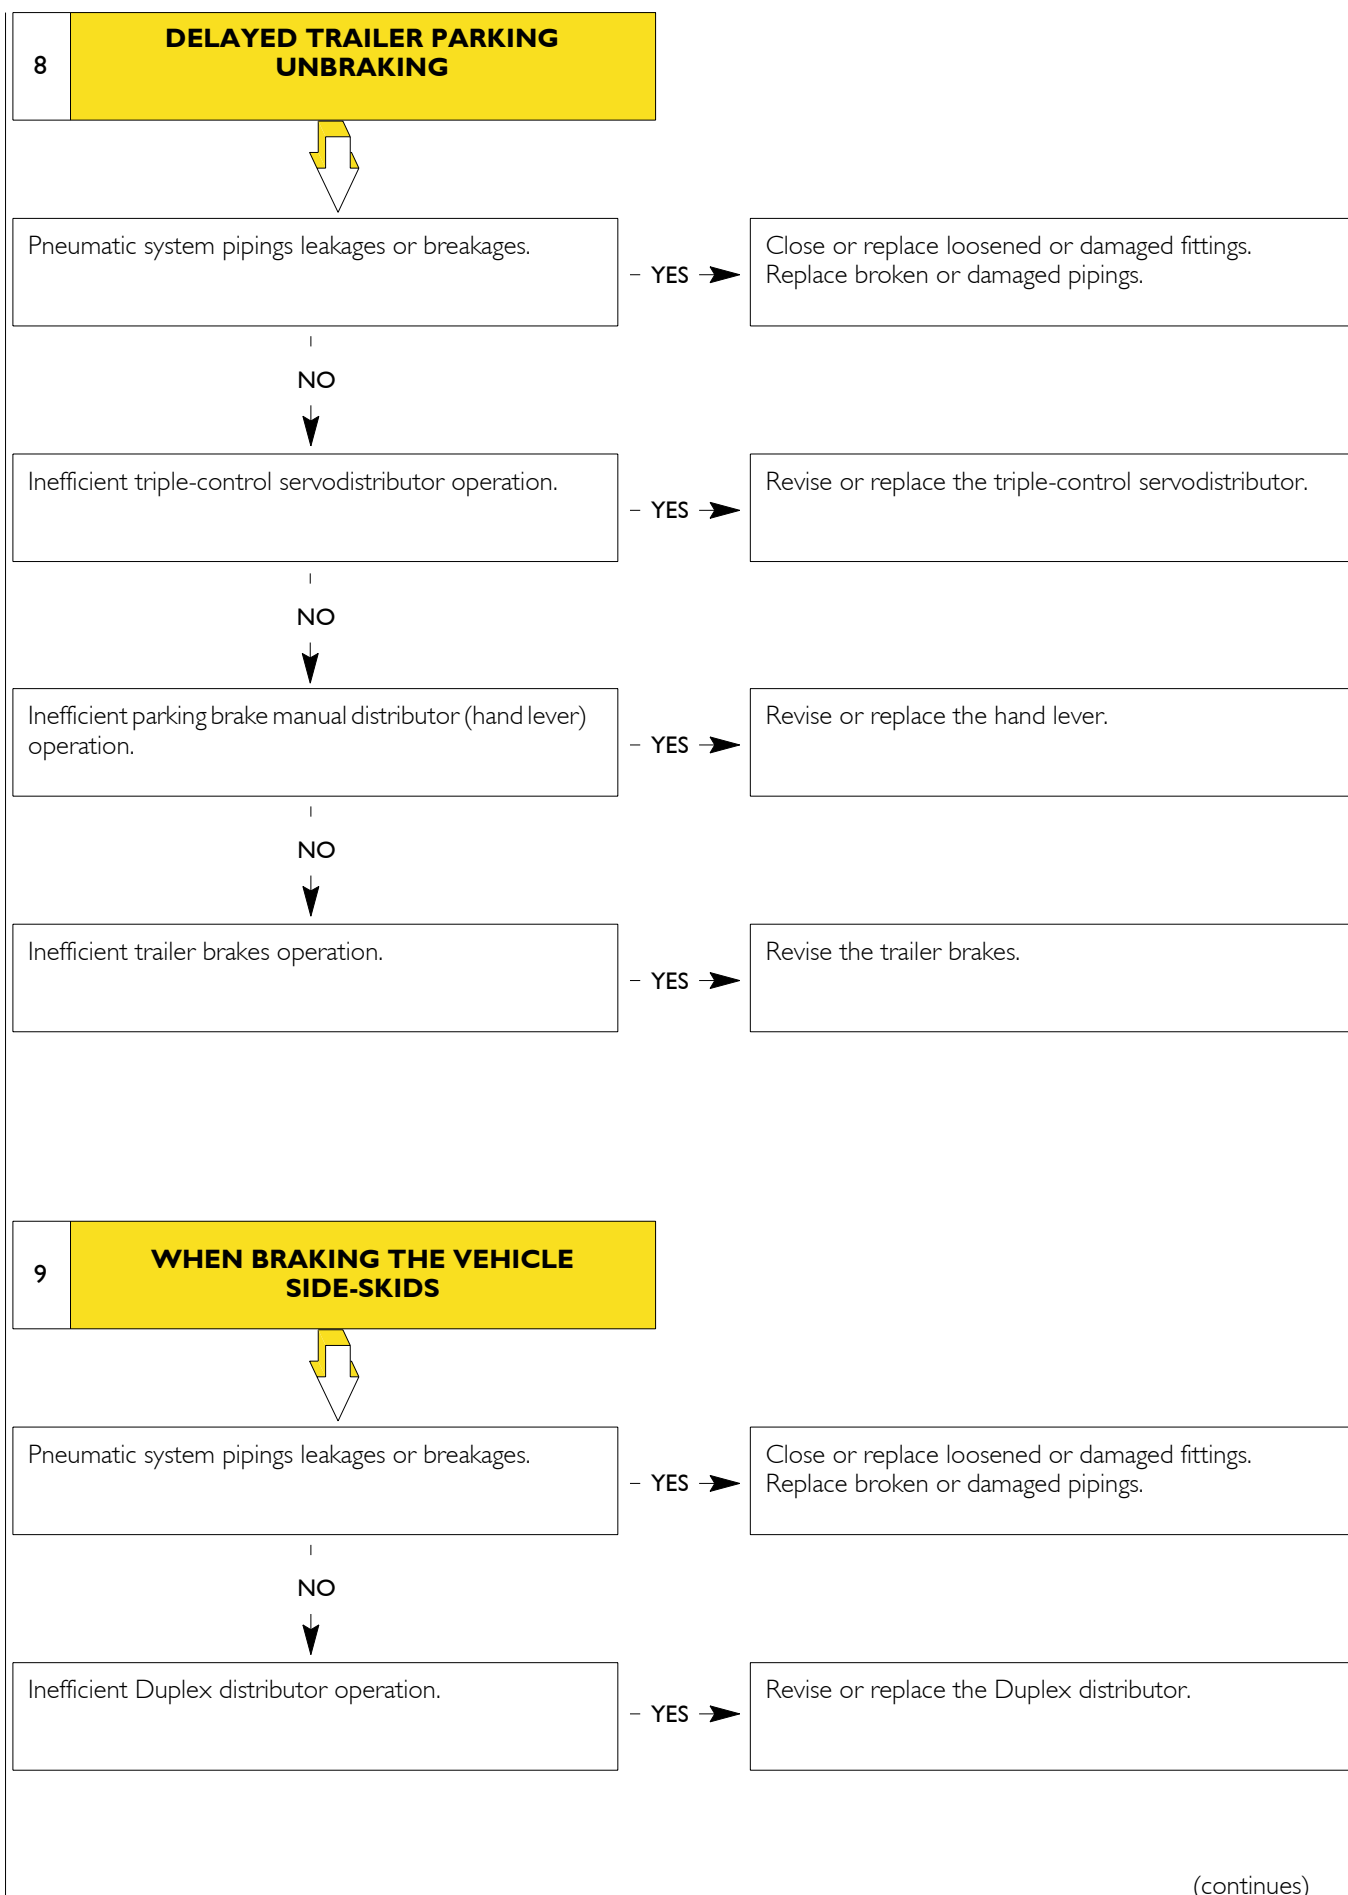 8
DELAYED TRAILER PARKING
UNBRAKING
Pneumatic system pipings leakages or breakages.
YES
Close or replace loosened or damaged fittings.
Replace broken or damaged pipings.
NO
Inefficient triple-control servodistributor operation.
YES
Revise or replace the triple-control servodistributor.
NO
Inefficient parking brake manual distributor (hand lever)
operation.
YES
Revise or replace the hand lever.
NO
Inefficient trailer brakes operation.
YES
Revise the trailer brakes.
9
WHEN BRAKING THE VEHICLE
SIDE-SKIDS
Pneumatic system pipings leakages or breakages.
YES
Close or replace loosened or damaged fittings.
Replace broken or damaged pipings.
NO
Inefficient Duplex distributor operation.
YES
Revise or replace the Duplex distributor.
(continues)